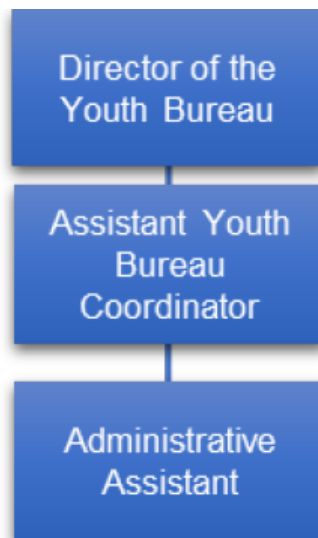 Director of the
Youth Bureau
Assistant Youth
Bureau
Coordinator
Administrative
Assistant